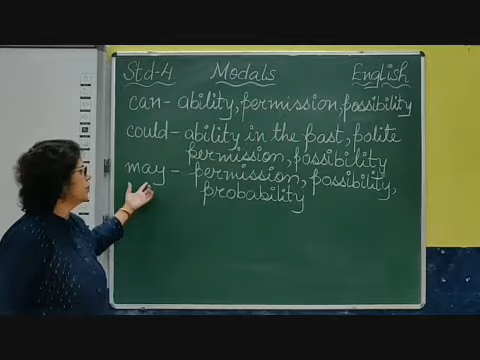 Std-4. Modals English
can - ability, permission, possibility
could - ability in the past, polite
permission, possibility
may - permission, possibility,
probability